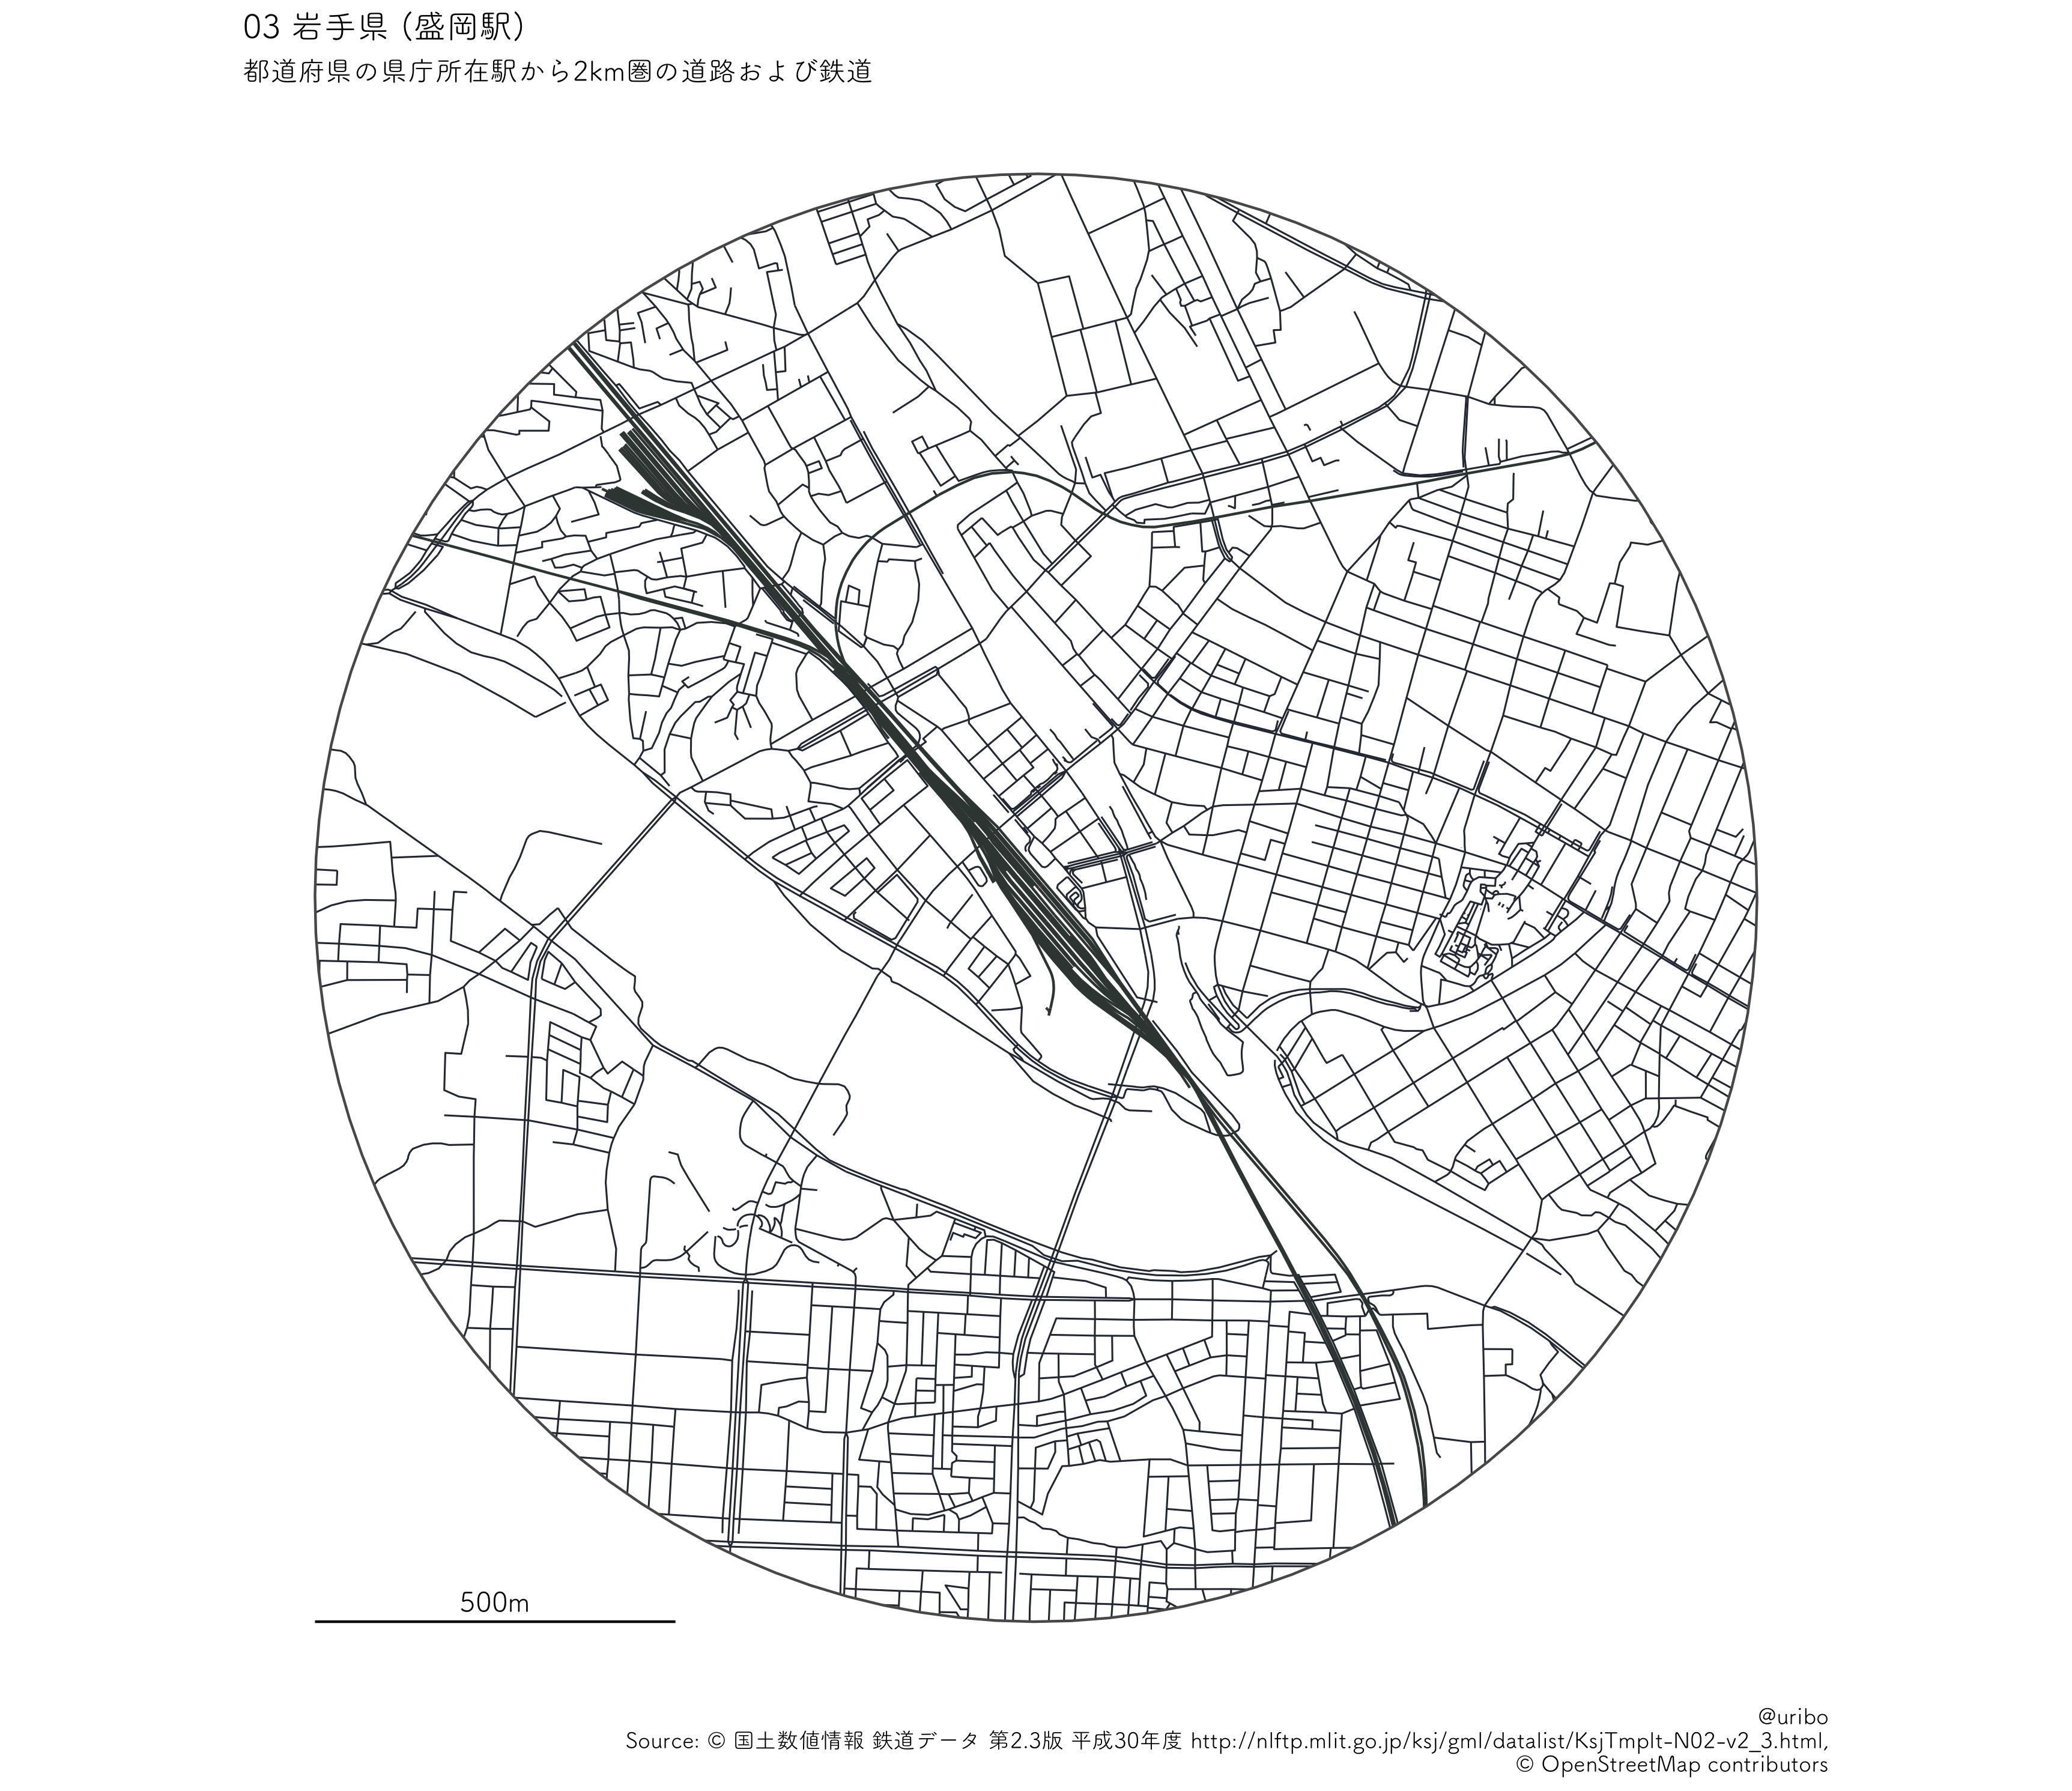 03 岩手県 (盛岡駅)
都道府県の県庁所在駅から2km圏の道路および鉄道
500m
@uribo
Source: © 国土数値情報 鉄道データ 第2.3版 平成30年度 http://nlftp.mlit.go.jp/ksj/gml/datalist/KsjTmplt-N02-v2_3.html,
© OpenStreetMap contributors